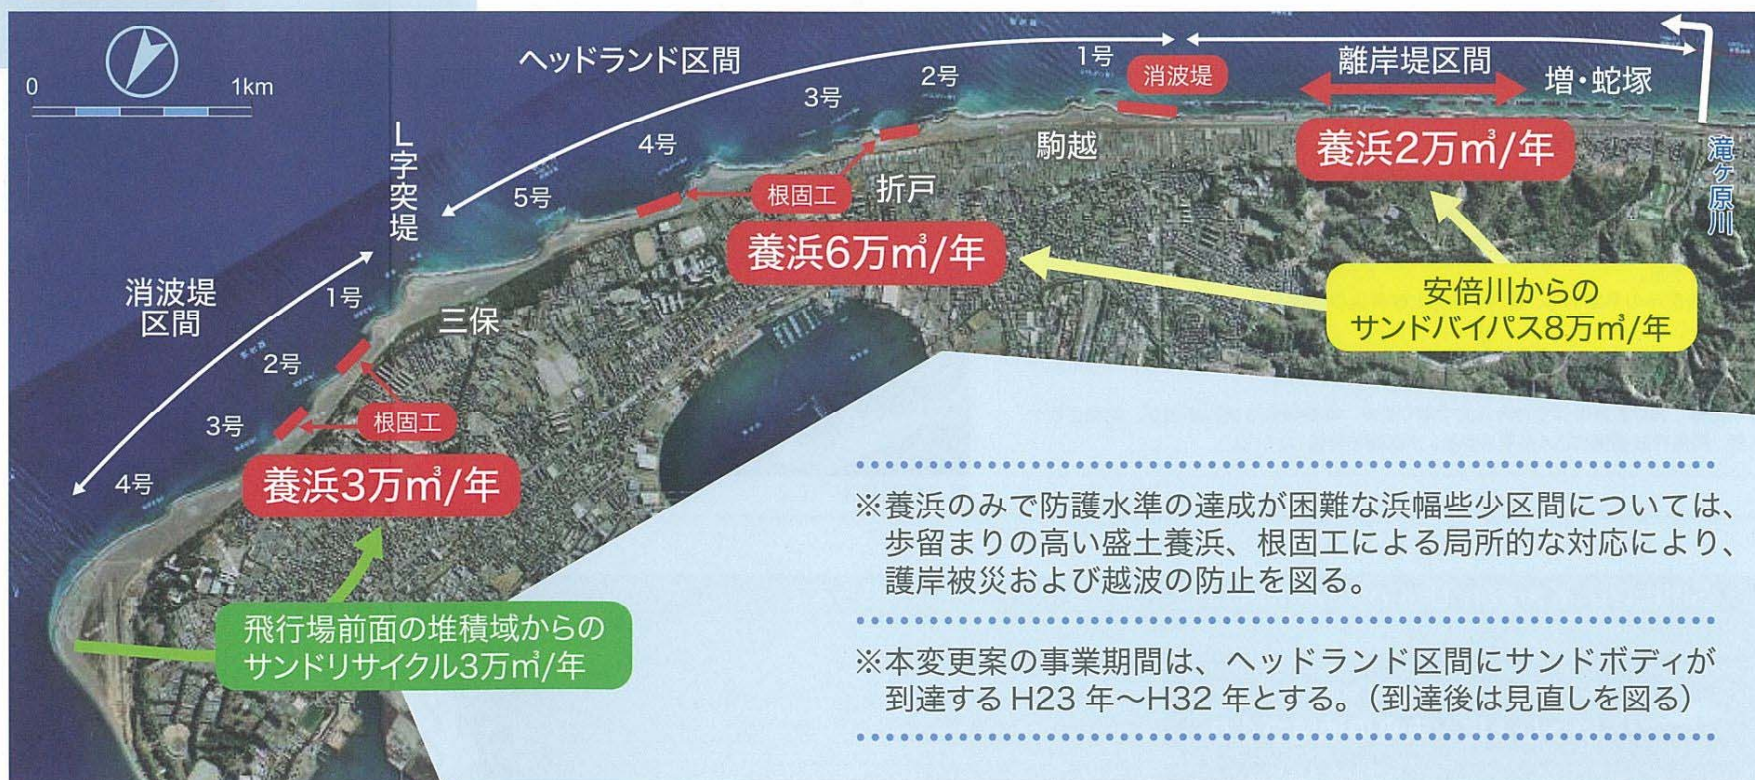 0
1km
ヘッドランド区間
1号
消波堤
離岸堤区間
増・蛇塚
2号
3号
4号
5号
駒越
養浜2万㎥/年
滝ヶ原川
L字突堤
根固工
折戸
養浜6万㎥/年
安倍川からの
サンドバイパス8万㎥/年
消波堤
区間
1号
三保
2号
根固工
3号
養浜3万㎥/年
4号
飛行場前面の堆積域からの
サンドリサイクル3万㎥/年
※養浜のみで防護水準の達成が困難な浜幅些少区間については、
歩留まりの高い盛土養浜、根固工による局所的な対応により、
護岸被災および越波の防止を図る。
※本変更案の事業期間は、ヘッドランド区間にサンドボディが
到達するH23年～H32年とする。（到達後は見直しを図る）